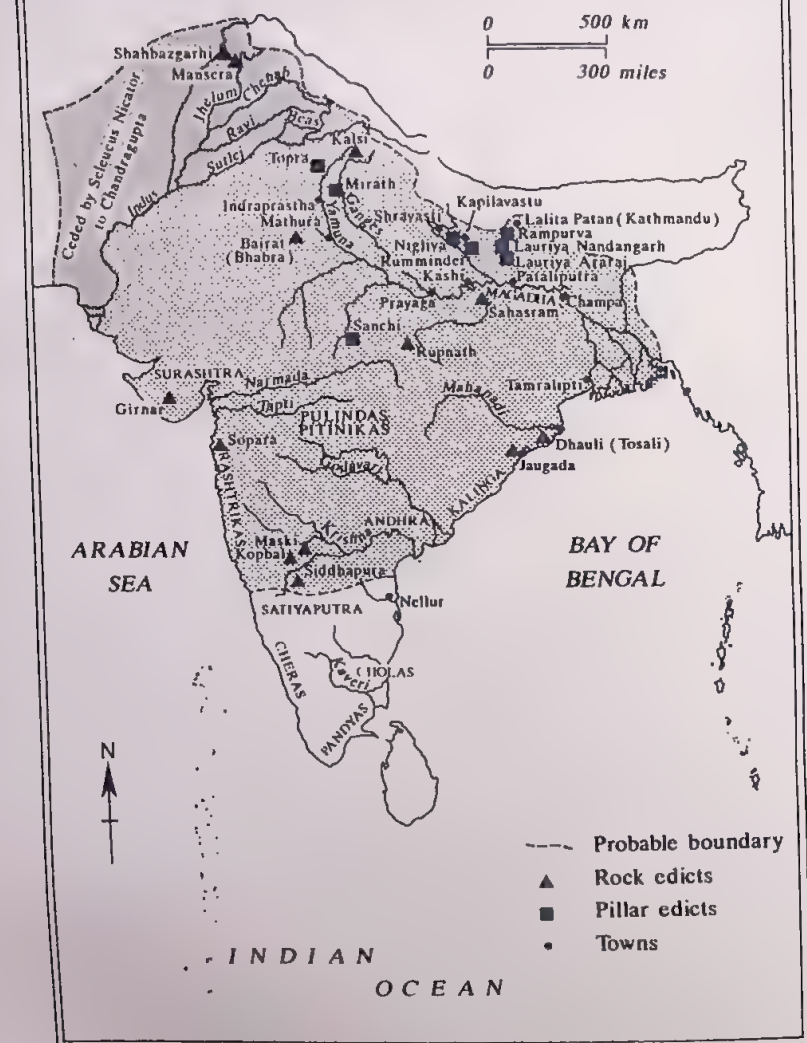 0 500 km
0 300 miles
Shahbazgarhi
Mansera
Jhelum
Chenab
Ravi
Beas
Sutlej
Indus
Ceded by Seleucus Nicator
to Chandragupta
Kalsi
Topra
Mirath
Indraprastha
Mathura
Yamuna
Ganges
Bairat
(Bhabra)
Shravasti
Kapilavastu
Lalita Patan (Kathmandu)
Rampurva
Nigliva
Lauriya Nandangarh
Rummindei
Lauriya Araraj
Kashi
Pataliputra
Prayaga
MAGADHA
Champa
Sahasram
Sanchi
Rupnath
SURASHTRA
Narmada
Girnar
Tapti
Mahanadi
Tamralipti
PULINDAS
PITINIKAS
Sopara
Godavari
Dhauli (Tosali)
Jaugada
RASHTRIKAS
KALINGA
ANDHRA
Krishna
Maski
Kopbal
Siddhapura
ARABIAN
SEA
BAY OF
BENGAL
SATIYAPUTRA
Nellur
CHERAS
CHOLAS
Kaveri
PANDYAS
N
Probable boundary
Rock edicts
Pillar edicts
Towns
INDIAN
OCEAN